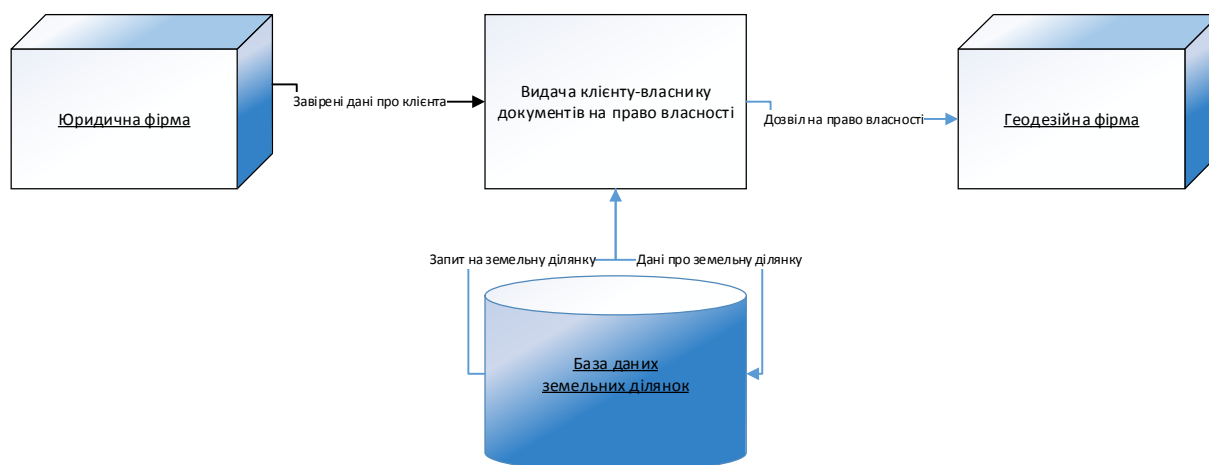 Юридична фірма
Завірені дані про клієнта
Видача клієнту-власнику
документів на право власності
Дозвіл на право власності
Геодезійна фірма
Запит на земельну ділянку
Дані про земельну ділянку
База даних
земельних ділянок